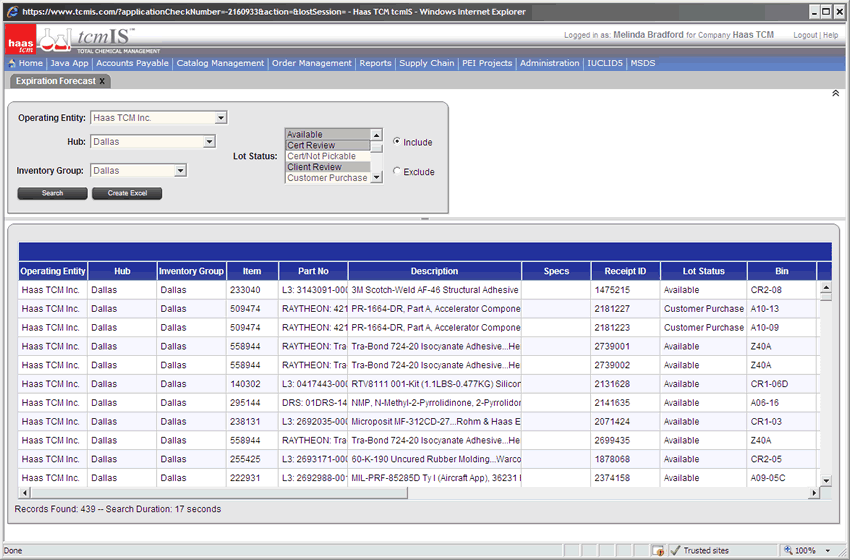 https://www.tcmis.com/?applicationCheckNumber=-2160933&action=&lostSession= - Haas TCM tcmIS - Windows Internet Explorer
haas tcm
tcmIS™
TOTAL CHEMICAL MANAGEMENT
Logged in as: Melinda Bradford for Company Haas TCM
Logout | Help
Home | Java App | Accounts Payable | Catalog Management | Order Management | Reports | Supply Chain | PEI Projects | Administration | IUCLID5 | MSDS
Expiration Forecast X
Operating Entity: Haas TCM Inc.
Hub: Dallas
Inventory Group: Dallas
Lot Status:
Available
Cert Review
Cert/Not Pickable
Client Review
Customer Purchase
Include
Exclude
Search
Create Excel
Operating Entity Hub Inventory Group Item Part No Description Specs Receipt ID Lot Status Bin
Haas TCM Inc. Dallas Dallas 233040 L3: 3143091-000 3M Scotch-Weld AF-46 Structural Adhesive 1475215 Available CR2-08
Haas TCM Inc. Dallas Dallas 509474 RAYTHEON: 421 PR-1664-DR, Part A, Accelerator Compone 2181227 Customer Purchase A10-13
Haas TCM Inc. Dallas Dallas 509474 RAYTHEON: 421 PR-1664-DR, Part A, Accelerator Compone 2181223 Customer Purchase A10-09
Haas TCM Inc. Dallas Dallas 558944 RAYTHEON: Tra- Tra-Bond 724-20 Isocyanate Adhesive...He 2739001 Available Z40A
Haas TCM Inc. Dallas Dallas 558944 RAYTHEON: Tra- Tra-Bond 724-20 Isocyanate Adhesive...He 2739002 Available Z40A
Haas TCM Inc. Dallas Dallas 140302 L3: 0417443-000 RTV8111 001-Kit (1.1LBS-0.477KG) Silicon 2131628 Available CR1-06D
Haas TCM Inc. Dallas Dallas 295144 DRS: 01DRS-14 NMP, N-Methyl-2-Pyrrolidinone, 2-Pyrrolidor 2141635 Available A06-16
Haas TCM Inc. Dallas Dallas 238131 L3: 2692035-000 Microposit MF-312CD-27...Rohm & Haas E 2071424 Available CR1-03
Haas TCM Inc. Dallas Dallas 558944 RAYTHEON: Tra- Tra-Bond 724-20 Isocyanate Adhesive...He 2699435 Available Z40A
Haas TCM Inc. Dallas Dallas 255425 L3: 2693171-000 60-K-190 Uncured Rubber Molding...Warco 1878068 Available CR2-05
Haas TCM Inc. Dallas Dallas 222931 L3: 2692988-001 MIL-PRF-85285D Ty I (Aircraft App), 36231 2374158 Available A09-05C
Records Found: 439 -- Search Duration: 17 seconds
Done
Trusted sites
100%